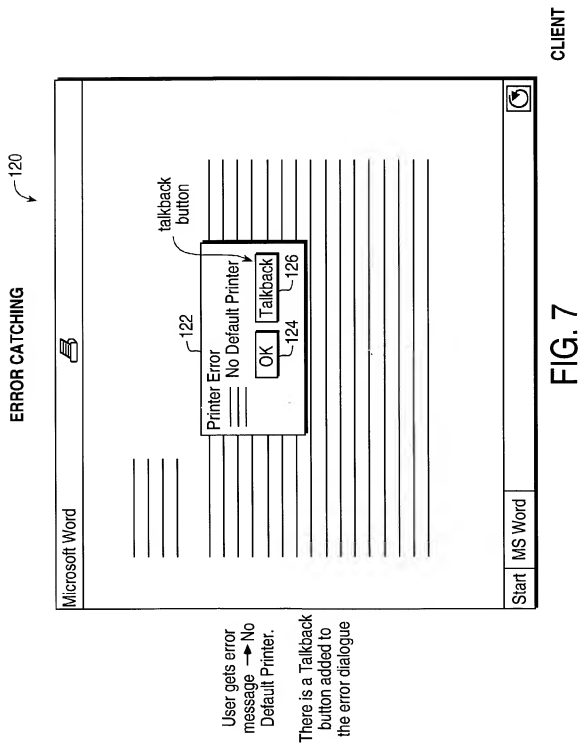 ERROR CATCHING
120
Microsoft Word
122
talkback
button
Printer Error
No Default Printer
OK
Talkback
124
126
User gets error
message → No
Default Printer.
There is a Talkback
button added to
the error dialogue
Start
MS Word
CLIENT
FIG. 7